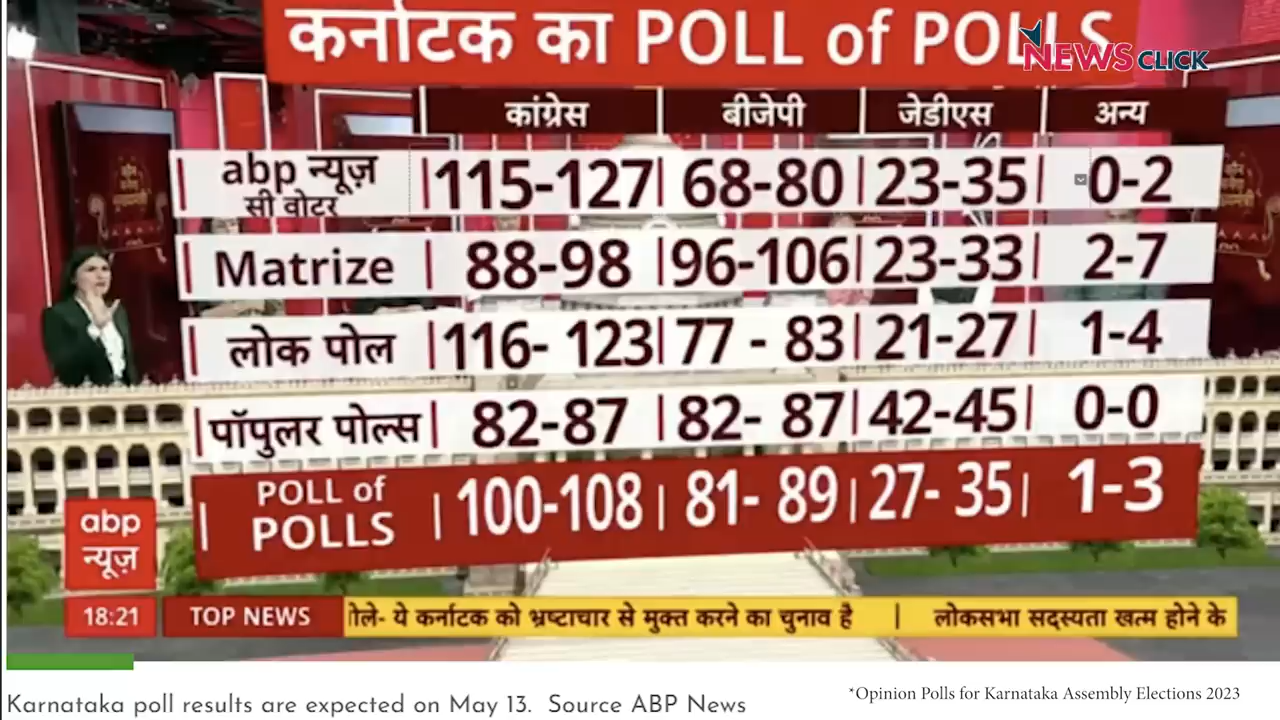 कर्नाटक का POLL of POLLS
NEWSCLICK
कांग्रेस बीजेपी जेडीएस अन्य
abp न्यूज़ 115-127 68-80 23-35 0-2
सी वोटर
Matrize 88-98 96-106 23-33 2-7
लोक पोल 116- 123 77 - 83 21-27 1-4
पॉपुलर पोल्स 82-87 82- 87 42-45 0-0
POLL of
POLLS 100-108 81- 89 27- 35 1-3
abp
न्यूज़
18:21 TOP NEWS ये कर्नाटक को भ्रष्टाचार से मुक्त करने का चुनाव है | लोकसभा सदस्यता खत्म होने के
Karnataka poll results are expected on May 13. Source ABP News
*Opinion Polls for Karnataka Assembly Elections 2023